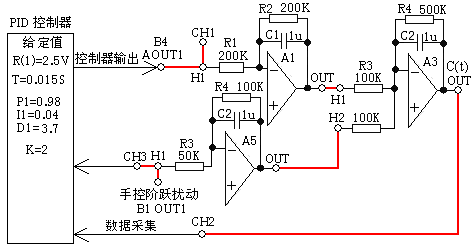 PID 控制器
给定值
R(1)=2.5V
T=0.015S
P1=0.98
I1=0.04
D1=3.7
K=2
控制器输出
B4
AOUT1
CH1
H1
R1
200K
R2 200K
C1
1u
A1
OUT
H1
R3
100K
R4 500K
C2
1u
A3
C(t)
OUT
H2
100K
R4 100K
C2
1u
A5
OUT
R3
50K
CH3
H1
手控阶跃扰动
B1 OUT1
数据采集
CH2